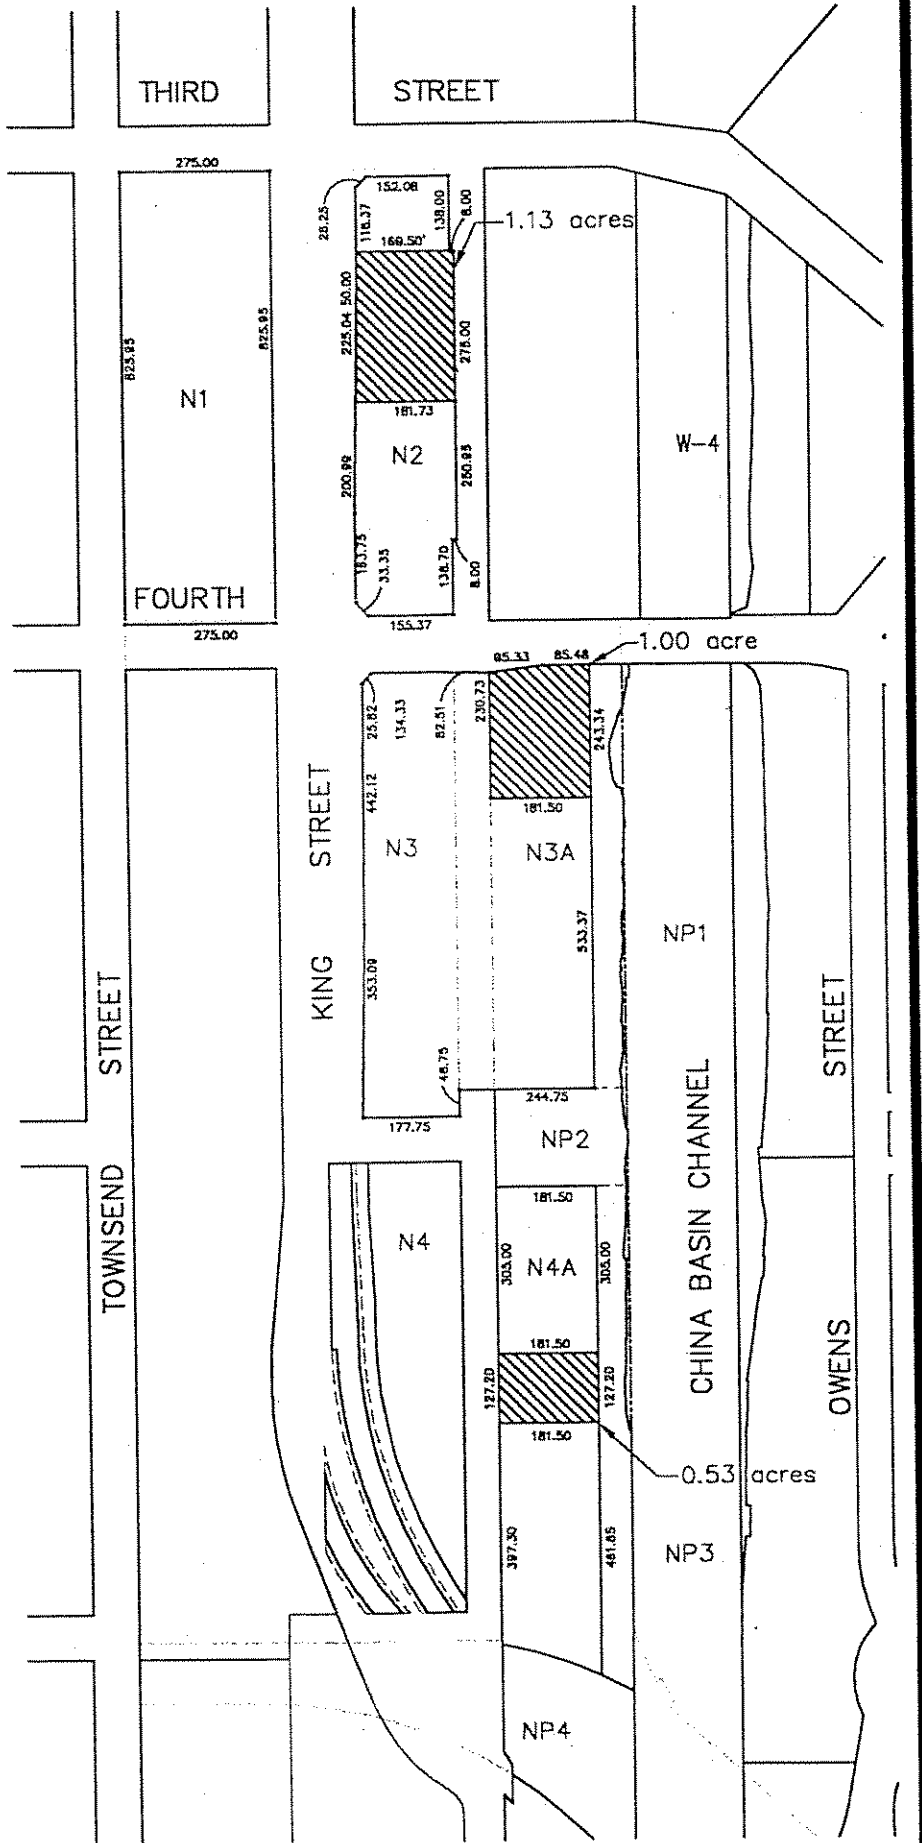 THIRD STREET
275.00
152.08
25.25
118.37
138.00
8.00
1.13 acres
169.50'
50.00
225.04
275.00
825.95
825.95
N1
181.73
N2
W-4
200.99
250.95
183.75
33.35
138.70
8.00
FOURTH
155.37
275.00
1.00 acre
95.33
85.48
25.82
134.33
82.51
230.73
243.34
442.12
181.50
N3
N3A
KING STREET
533.37
NP1
353.09
TOWNSEND STREET
OWENS STREET
48.75
244.75
177.75
NP2
CHINA BASIN CHANNEL
181.50
N4
305.00
N4A
305.00
181.50
127.20
127.20
181.50
0.53 acres
397.30
481.85
NP3
NP4